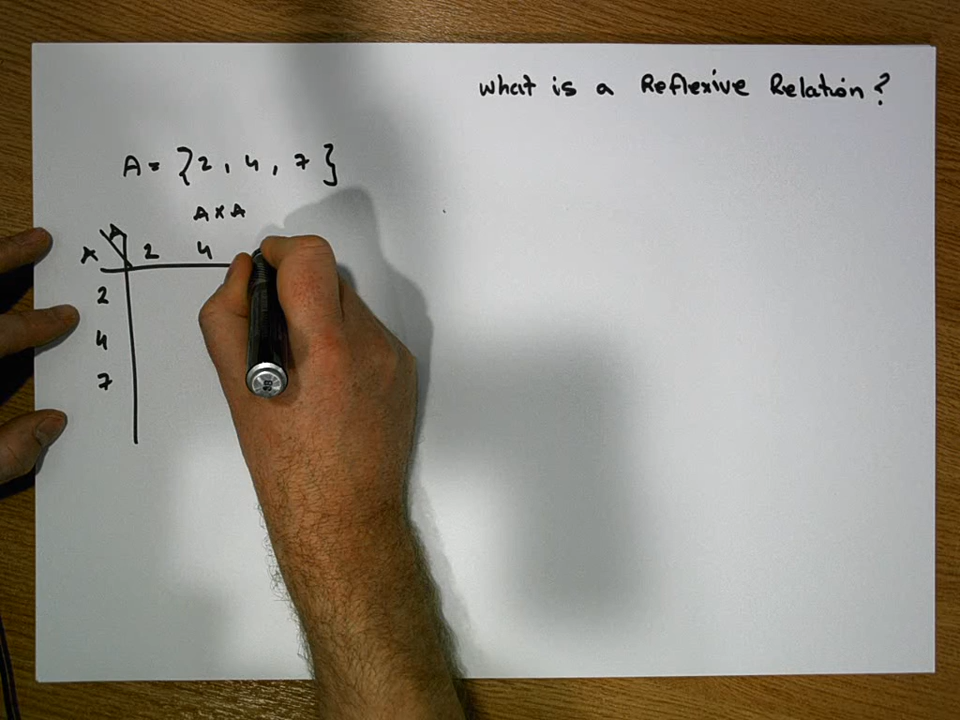 What is a Reflexive Relation?
A = {2, 4, 7}
A x A
A
A 2 4
2
4
7